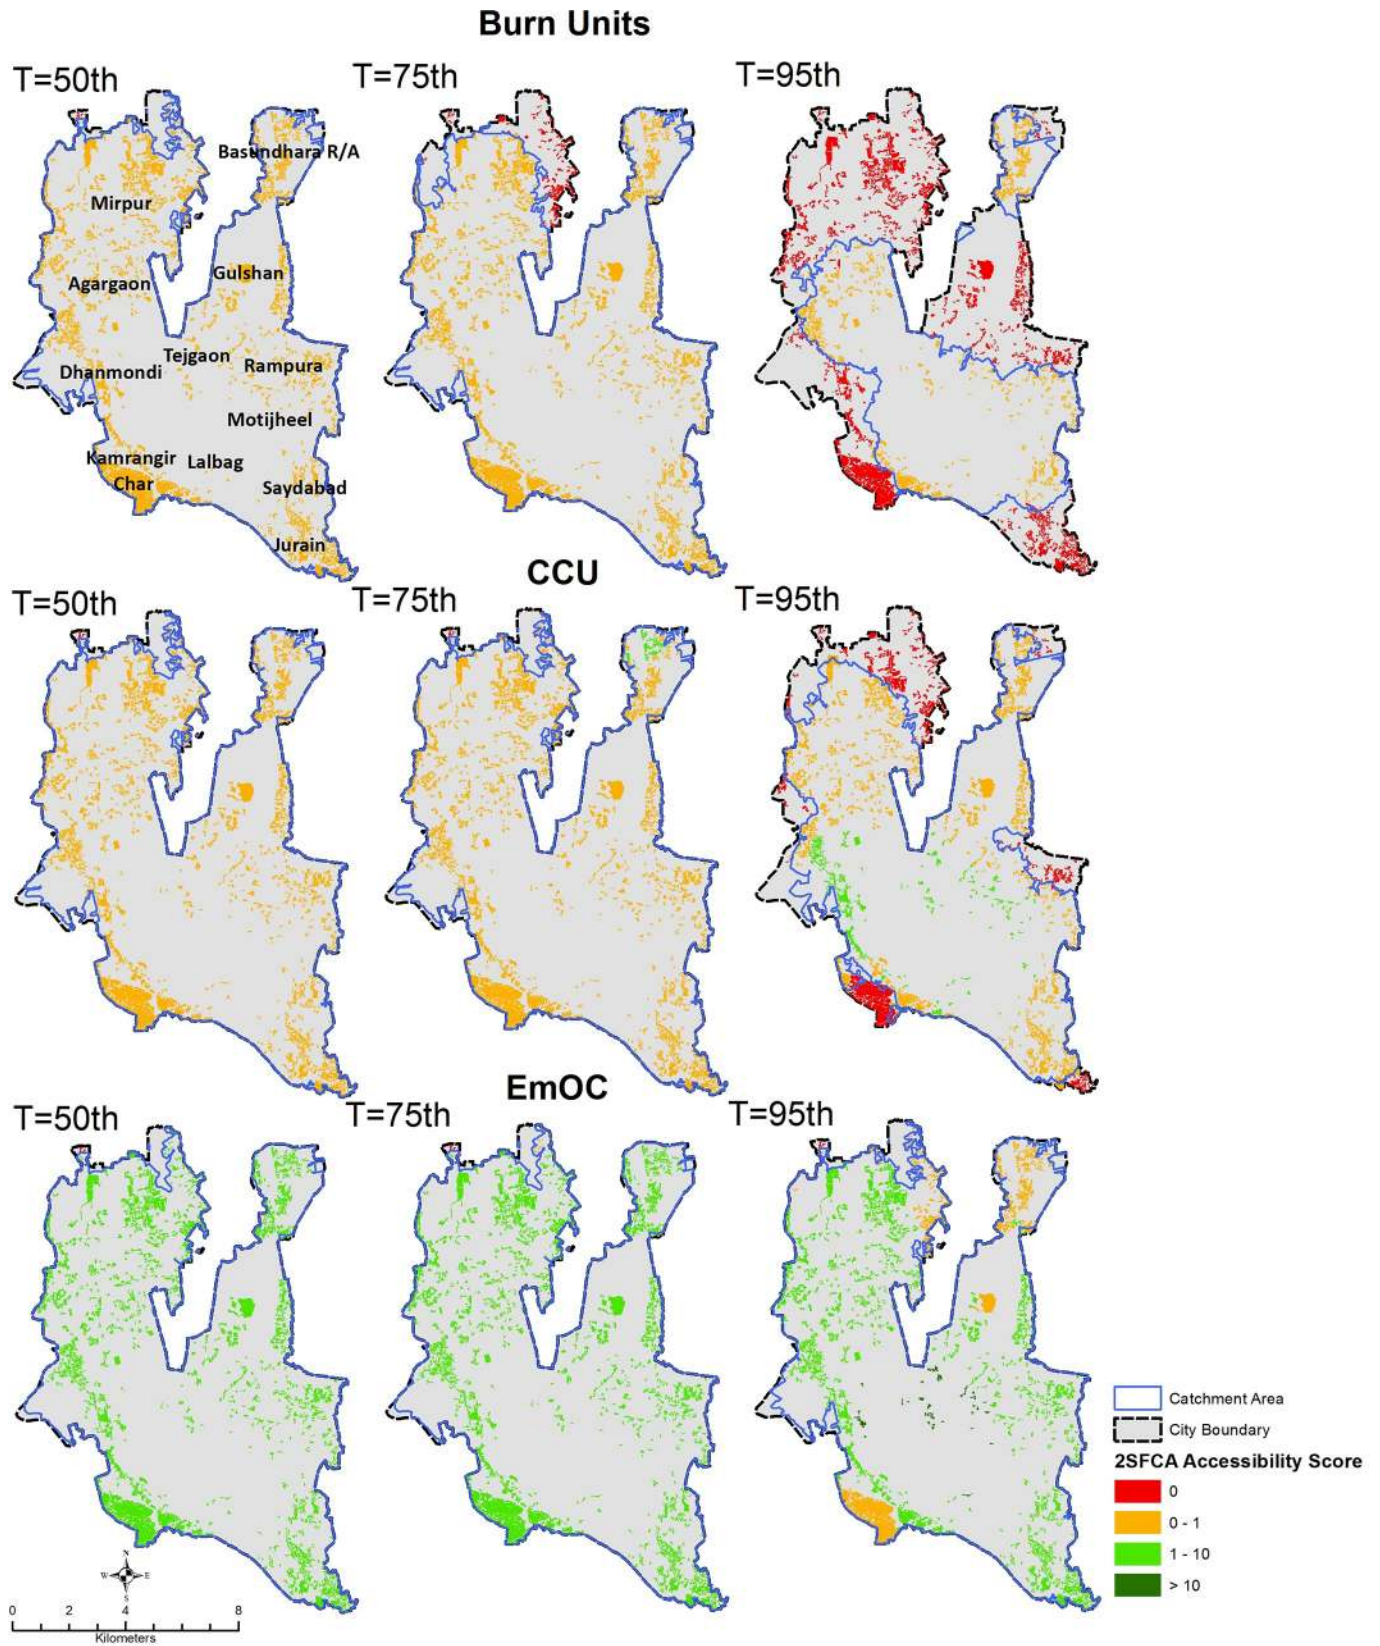 Burn Units
T=50th
T=75th
T=95th
Basundhara R/A
Mirpur
Agargaon
Gulshan
Tejgaon
Dhanmondi
Rampura
Motijheel
Kamrangir
Char
Lalbag
Saydabad
Jurain
CCU
T=50th
T=75th
T=95th
EmOC
T=50th
T=75th
T=95th
Catchment Area
City Boundary
2SFCA Accessibility Score
0
0 - 1
1 - 10
> 10
N
W
E
S
0 2 4 8
Kilometers